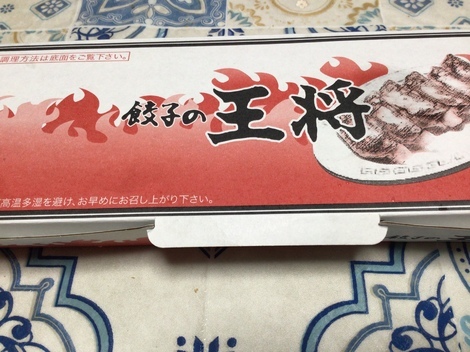 調理方法は底面をご覧下さい。
餃子の王将
高温多湿を避け、お早めにお召し上がり下さい。